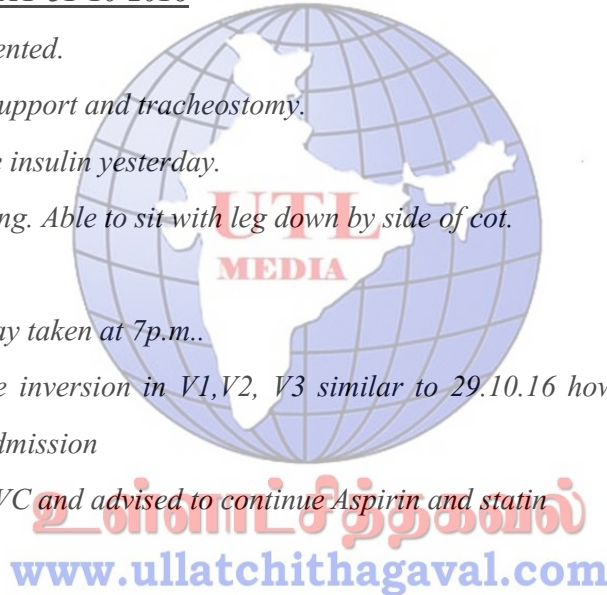 31-10-2016
ented.
upport and tracheostomy.
e insulin yesterday.
ng. Able to sit with leg down by side of cot.
UTL
MEDIA
ay taken at 7p.m..
e inversion in V1,V2, V3 similar to 29.10.16 how
dmission
VC and advised to continue Aspirin and statin
உள்ளாட்சித்தகவல்
www.ullatchithagaval.com